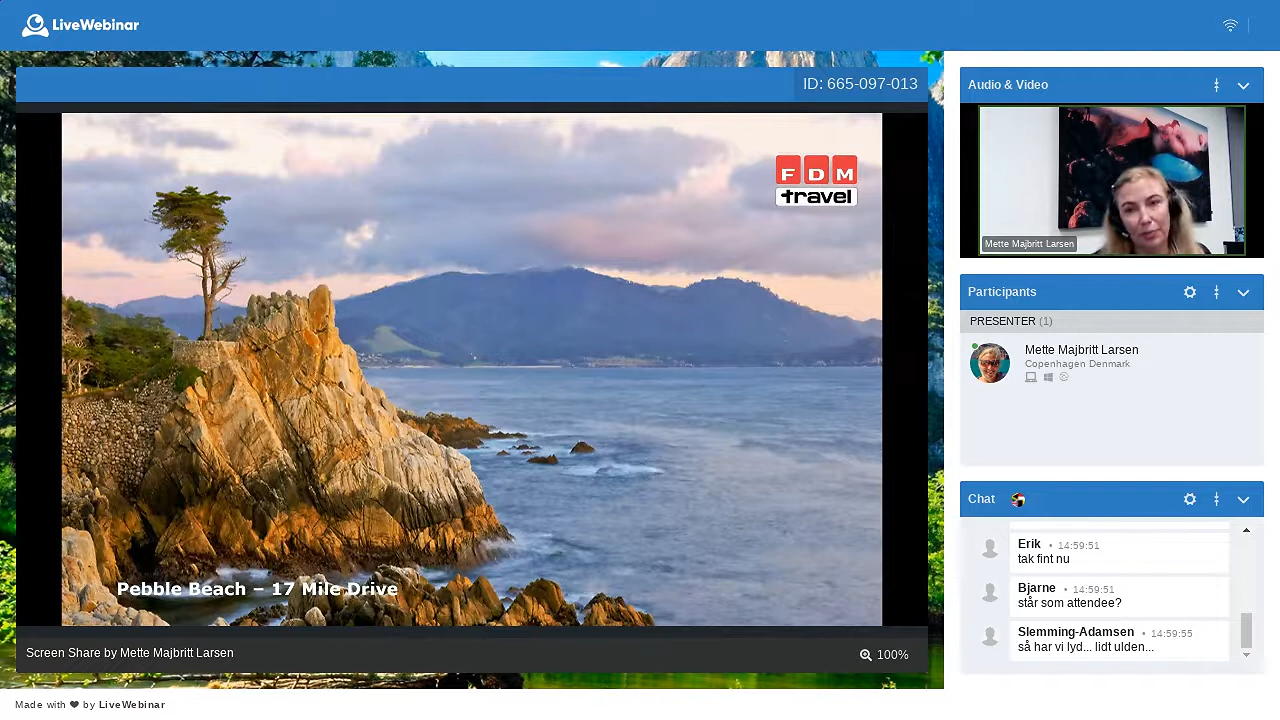 LiveWebinar
ID: 665-097-013
FDM
travel
Pebble Beach – 17 Mile Drive
Screen Share by Mette Majbritt Larsen
100%
Made with ❤ by LiveWebinar
Audio & Video
Mette Majbritt Larsen
Participants
PRESENTER (1)
Mette Majbritt Larsen
Copenhagen Denmark
Chat
Erik • 14:59:51
tak fint nu
Bjarne • 14:59:51
står som attendee?
Slemming-Adamsen • 14:59:55
så har vi lyd... lidt ulden...